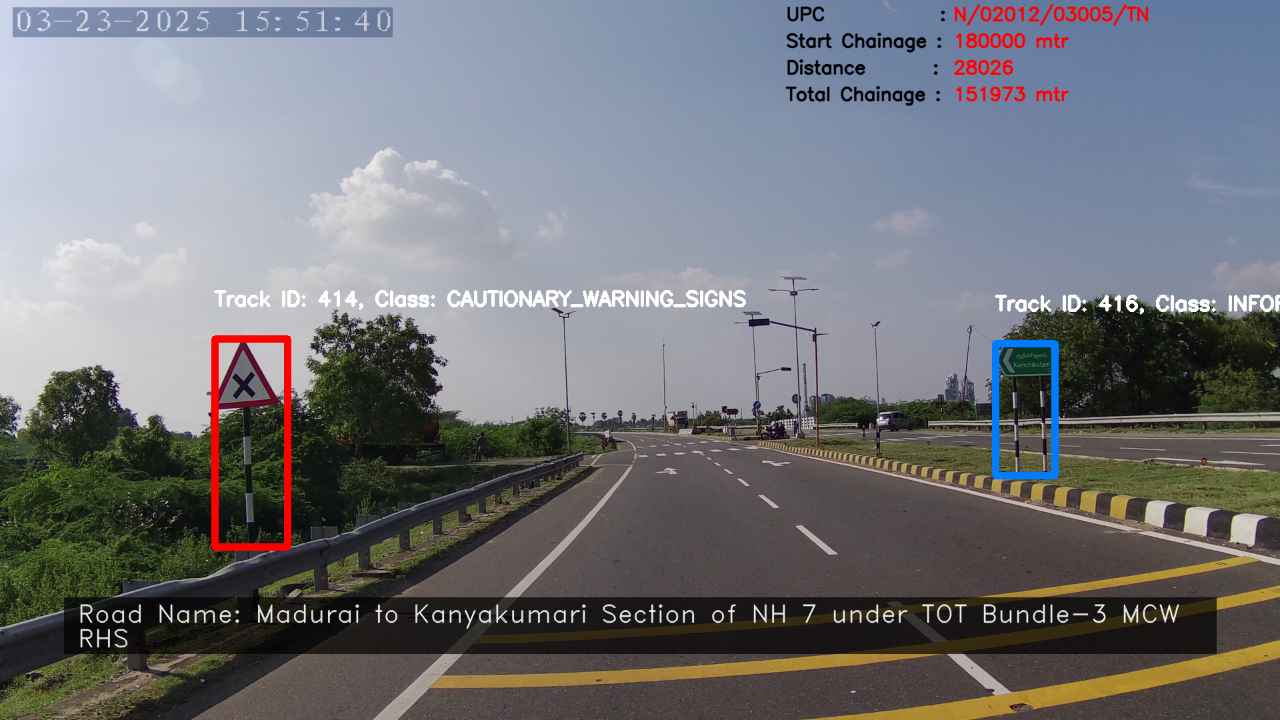 03-23-2025 15:51:40
UPC : N/02012/03005/TN
Start Chainage : 180000 mtr
Distance : 28026
Total Chainage : 151973 mtr
Track ID: 414, Class: CAUTIONARY_WARNING_SIGNS
Track ID: 416, Class: INFOR
Road Name: Madurai to Kanyakumari Section of NH 7 under TOT Bundle-3 MCW
RHS